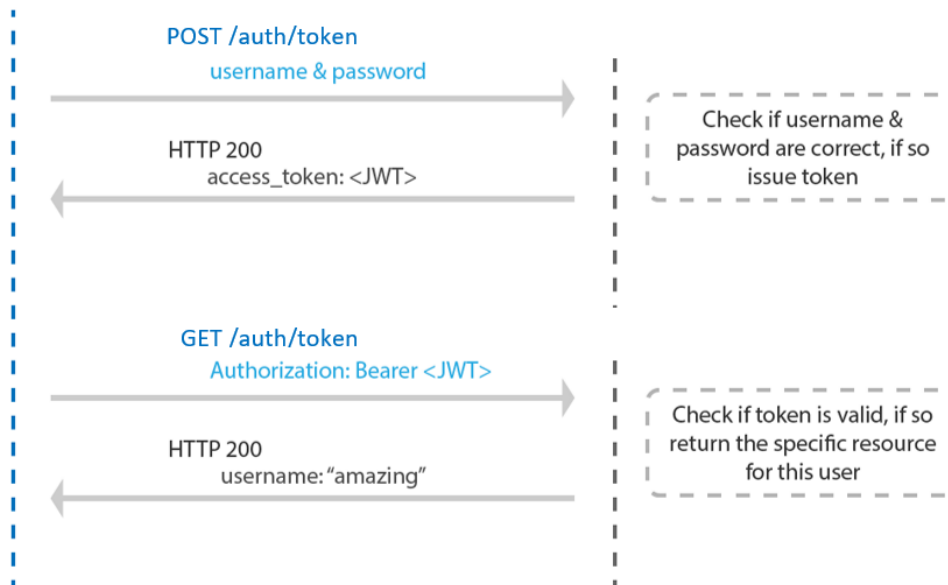 POST /auth/token
username & password
Check if username &
password are correct, if so
issue token
HTTP 200
access_token: <JWT>
GET /auth/token
Authorization: Bearer <JWT>
Check if token is valid, if so
return the specific resource
for this user
HTTP 200
username: “amazing”